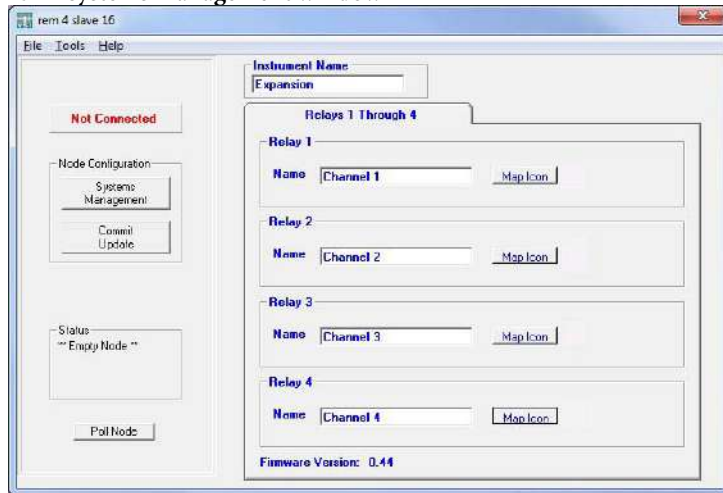 rem 4 slave 16
File Tools Help
Instrument Name
Expansion
Not Connected
Relays 1 Through 4
Relay 1
Name Channel 1 Map Icon
Node Configuration
Systems
Management
Commit
Update
Relay 2
Name Channel 2 Map Icon
Relay 3
Name Channel 3 Map Icon
Status
** Empty Node **
Relay 4
Name Channel 4 Map Icon
Poll Node
Firmware Version: 0.44